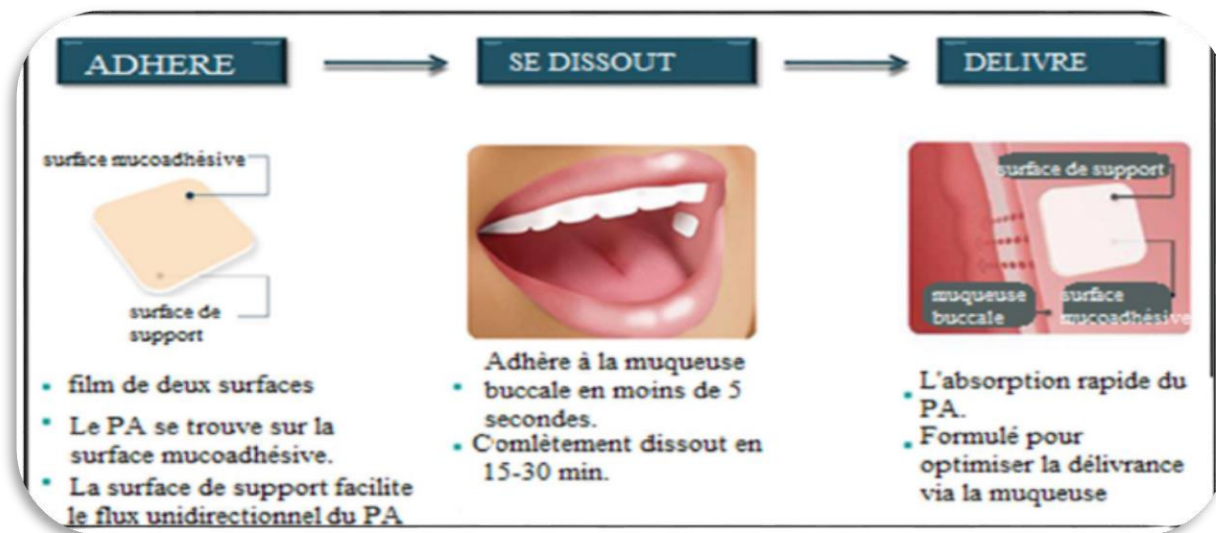 ADHERE
SE DISSOUT
DELIVRE
surface mucoadhésive
surface de
support
surface de support
muqueuse
buccale
surface
mucoadhésive
▪ film de deux surfaces
▪ Le PA se trouve sur la
surface mucoadhésive.
▪ La surface de support facilite
le flux unidirectionnel du PA
Adhère à la muqueuse
▪ buccale en moins de 5
secondes.
▪ Comlètement dissout en
15-30 min.
▪ L'absorption rapide du
PA.
▪ Formulé pour
optimiser la délivrance
via la muqueuse